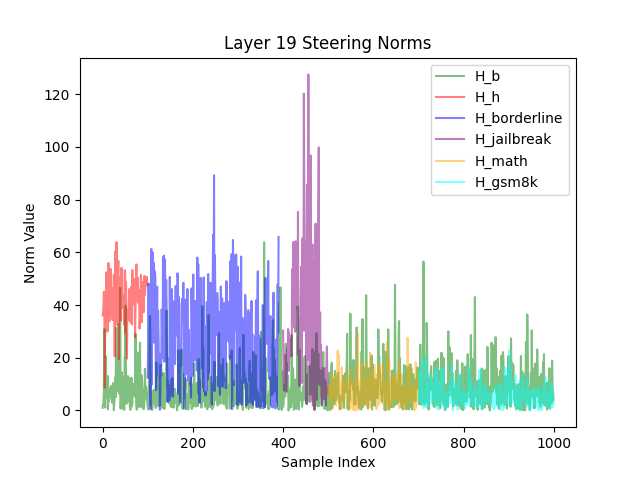 Layer 19 Steering Norms
H_b
H_h
H_borderline
H_jailbreak
H_math
H_gsm8k
Norm Value
120
100
80
60
40
20
0
0 200 400 600 800 1000
Sample Index